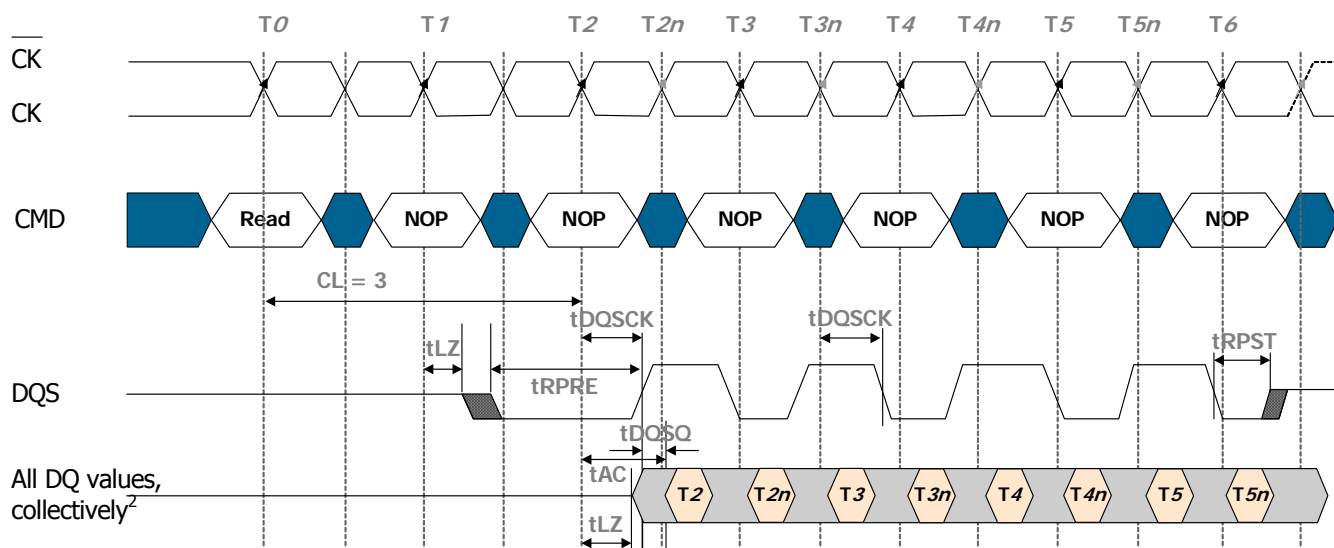 T0 T1 T2 T2n T3 T3n T4 T4n T5 T5n T6
CK
CK
CMD
Read NOP NOP NOP NOP NOP NOP
CL = 3
tDQSCK tDQSCK
tLZ tRPST
tRPRE
DQS
tDQSQ
tAC
All DQ values,
collectively2
T2 T2n T3 T3n T4 T4n T5 T5n
tLZ